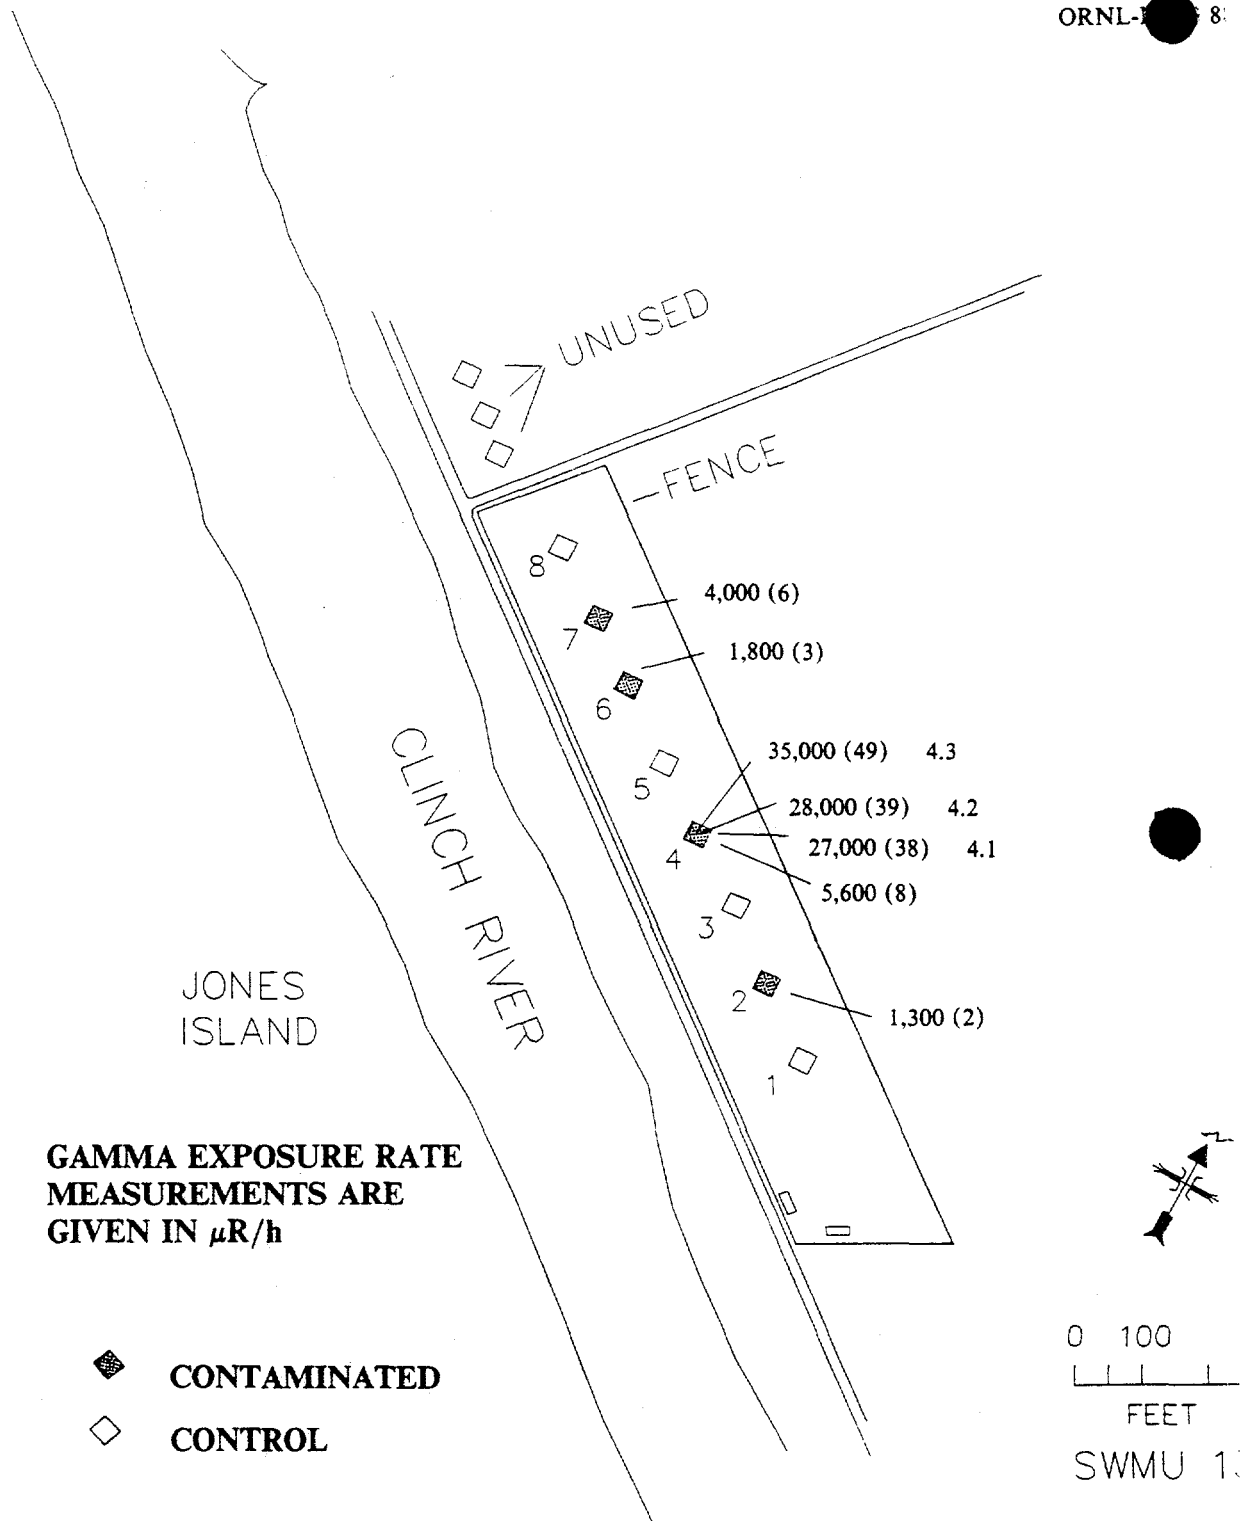 ORNL-
UNUSED
FENCE
8
4,000 (6)
7
1,800 (3)
6
35,000 (49) 4.3
5
28,000 (39) 4.2
27,000 (38) 4.1
4
5,600 (8)
3
CLINCH RIVER
JONES
ISLAND
2
1,300 (2)
1
GAMMA EXPOSURE RATE
MEASUREMENTS ARE
GIVEN IN μR/h
N
0 100
FEET
CONTAMINATED
CONTROL
SWMU